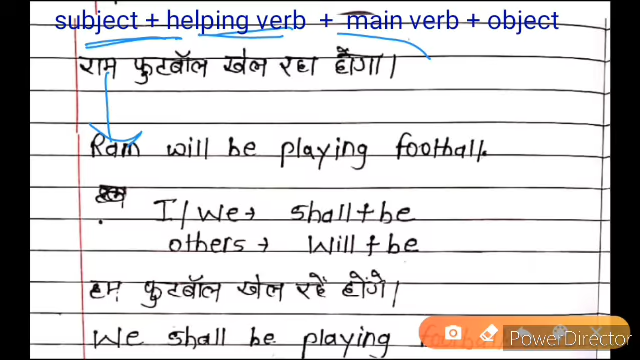 subject + helping verb + main verb + object
राम फुटबॉल खेल रहा होगा।
Ram will be playing football.
I/We → shall + be
others → Will + be
हम फुटबॉल खेल रहें होंगे।
We shall be playing
PowerDirector